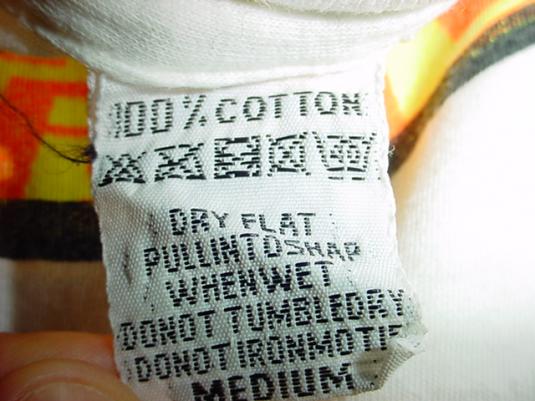 100% COTTON
DRY FLAT
PULLINTOSHAP
WHENWET
DONOT TUMBLEDRY
DONOTIRONMOTIF
MEDIUM